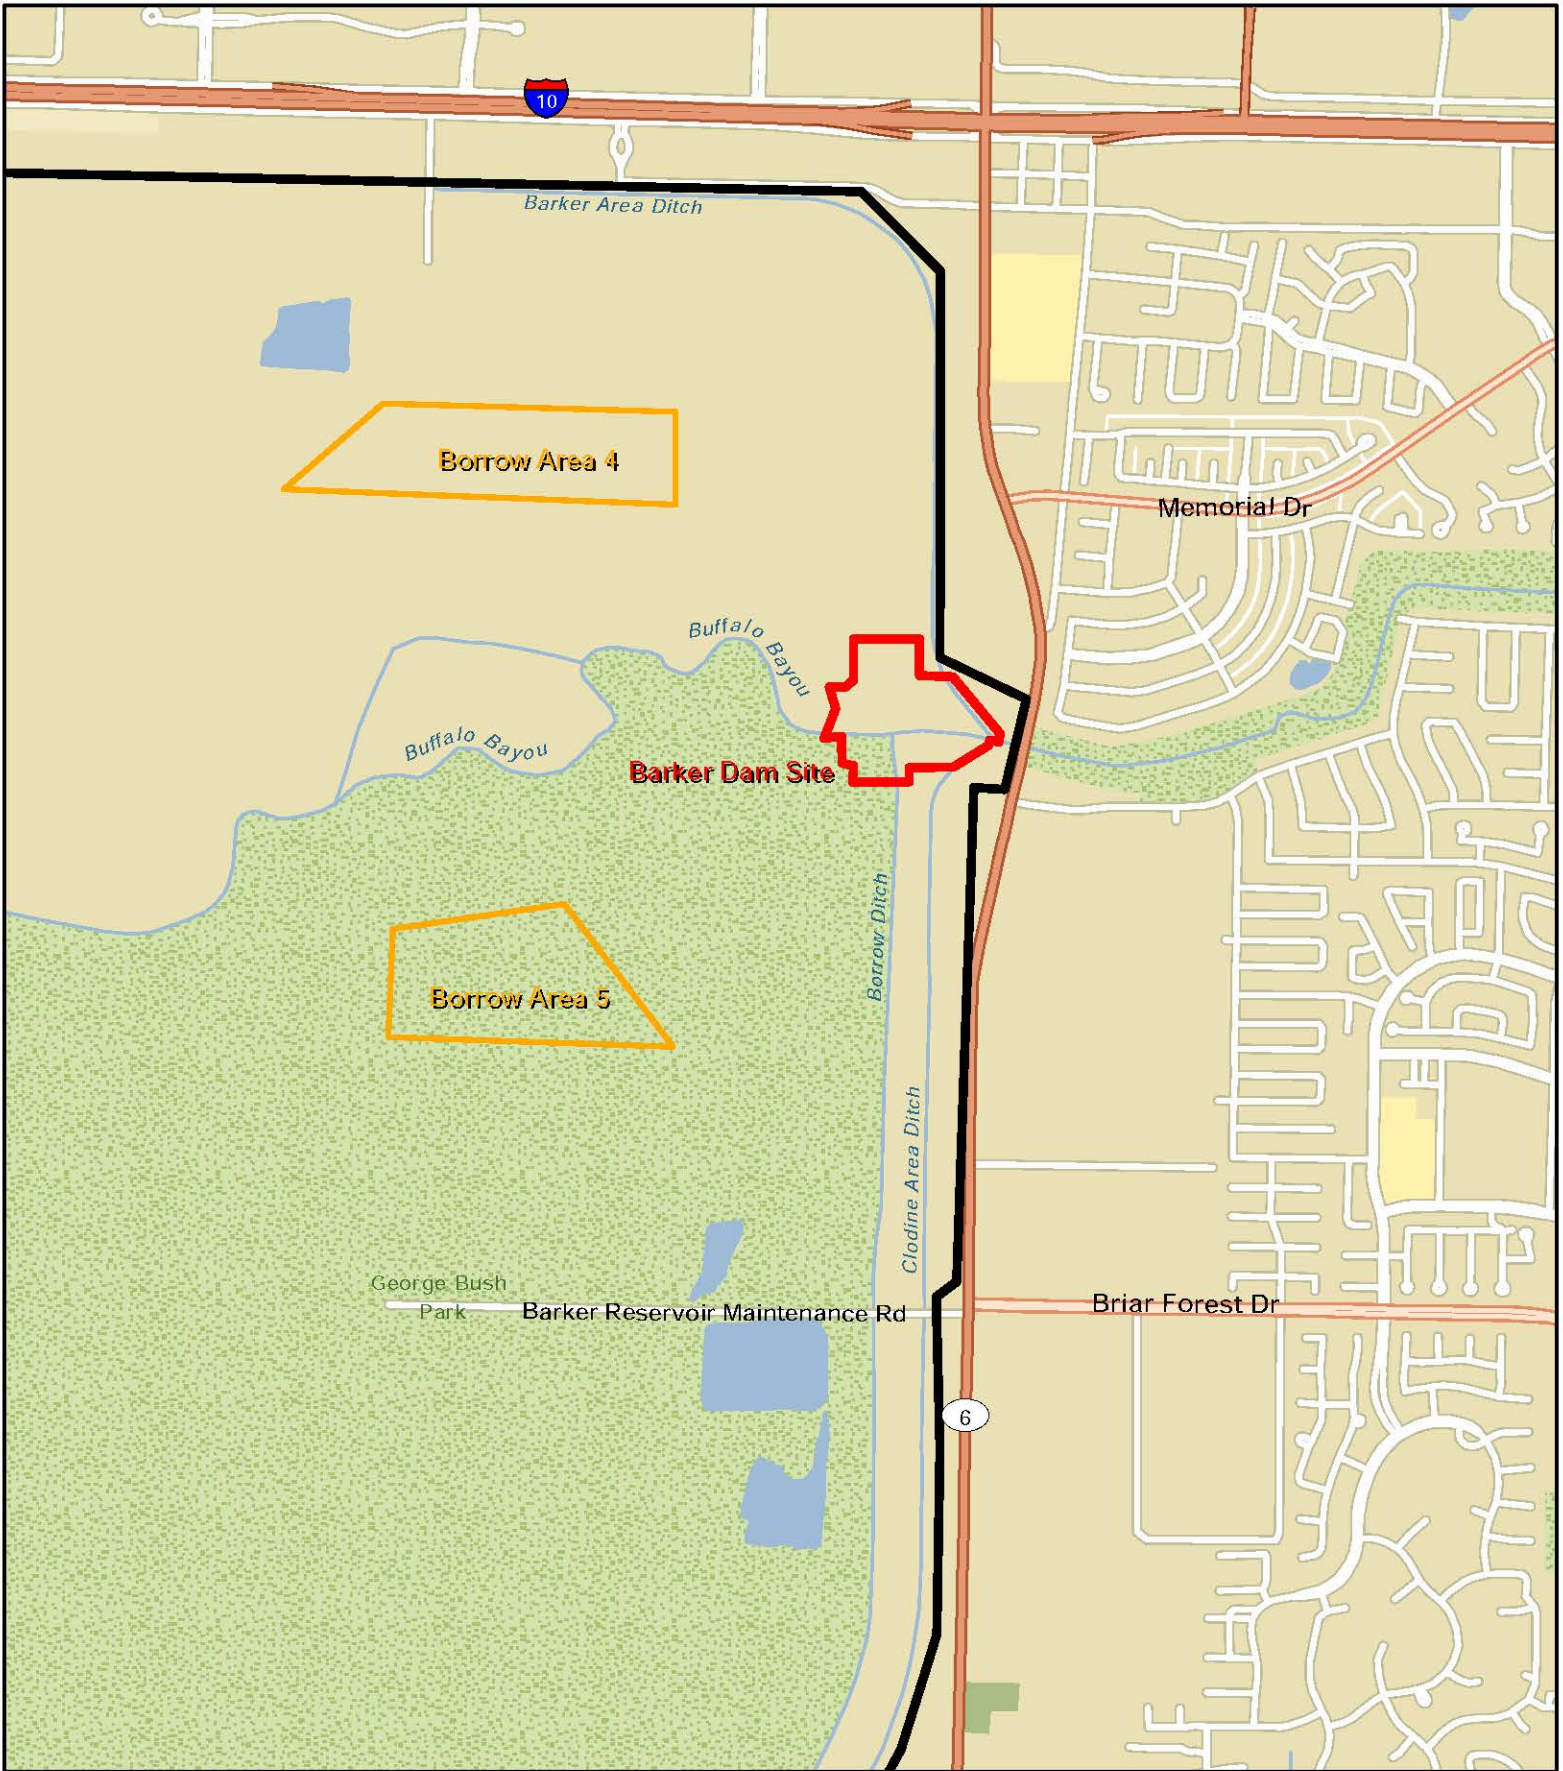 10
Barker Area Ditch
Borrow Area 4
Memorial Dr
Buffalo Bayou
Buffalo Bayou
Barker Dam Site
Borrow Ditch
Borrow Area 5
Clodine Area Ditch
George Bush
Park
Barker Reservoir Maintenance Rd
Briar Forest Dr
6